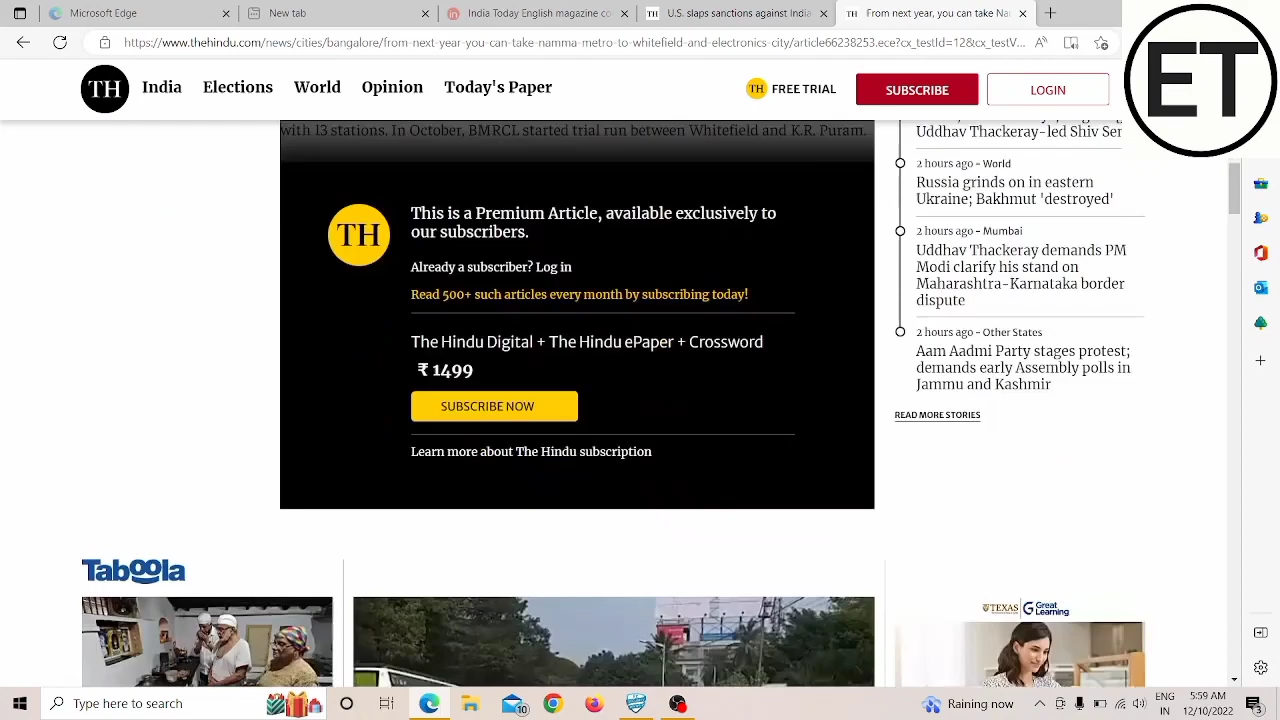 Microsoft Edge
New Tab
India Today: Latest magazine co
U.S. slaps sanctions against India
From next year, you can take Na
https://www.thehindu.com/news/cities/bangalore/from-next-year-you-can-take-namma-metro-to-whitefield-and-electronics-city/article66238253.ece?cx_testId=12&cx_testV...
ET
TH
India
Elections
World
Opinion
Today's Paper
TH
FREE TRIAL
SUBSCRIBE
LOGIN
with 13 stations. In October, BMRCL started trial run between Whitefield and K.R. Puram.
TH
This is a Premium Article, available exclusively to
our subscribers.
Already a subscriber? Log in
Read 500+ such articles every month by subscribing today!
The Hindu Digital + The Hindu ePaper + Crossword
₹ 1499
SUBSCRIBE NOW
Learn more about The Hindu subscription
Uddhav Thackeray-led Shiv Sen
2 hours ago - World
Russia grinds on in eastern
Ukraine; Bakhmut 'destroyed'
2 hours ago - Mumbai
Uddhav Thackeray demands PM
Modi clarify his stand on
Maharashtra-Karnataka border
dispute
2 hours ago - Other States
Aam Aadmi Party stages protest;
demands early Assembly polls in
Jammu and Kashmir
READ MORE STORIES
Taboola
TEXAS
Great
Learning
Type here to search
10
Raining now
ENG
IN
5:59 AM
12/10/2022
3